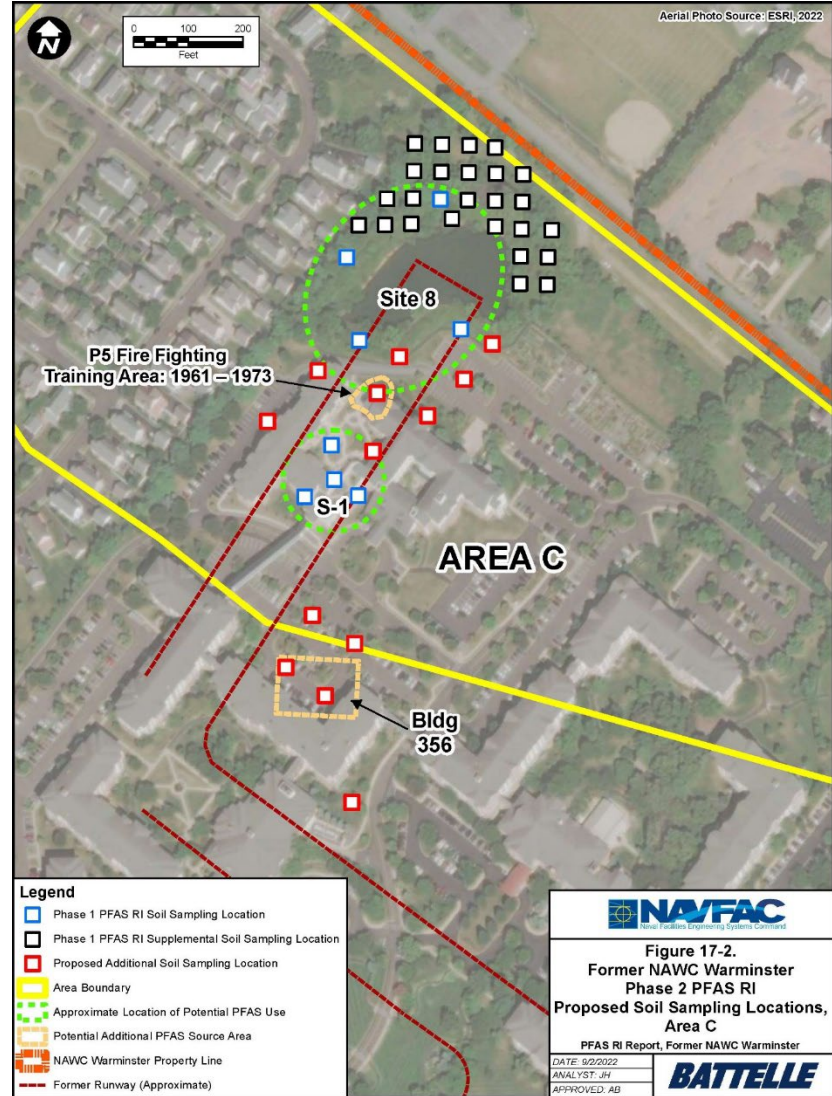 Aerial Photo Source: ESRI, 2022
N
0 100 200
Feet
Site 8
P5 Fire Fighting
Training Area: 1961 – 1973
S-1
AREA C
Bldg
356
Legend
Phase 1 PFAS RI Soil Sampling Location
Phase 1 PFAS RI Supplemental Soil Sampling Location
Proposed Additional Soil Sampling Location
Area Boundary
Approximate Location of Potential PFAS Use
Potential Additional PFAS Source Area
NAWC Warminster Property Line
Former Runway (Approximate)
NAVFAC
Naval Facilities Engineering Systems Command
Figure 17-2.
Former NAWC Warminster
Phase 2 PFAS RI
Proposed Soil Sampling Locations,
Area C
PFAS RI Report, Former NAWC Warminster
DATE: 9/2/2022
ANALYST: JH
APPROVED: AB
BATTELLE